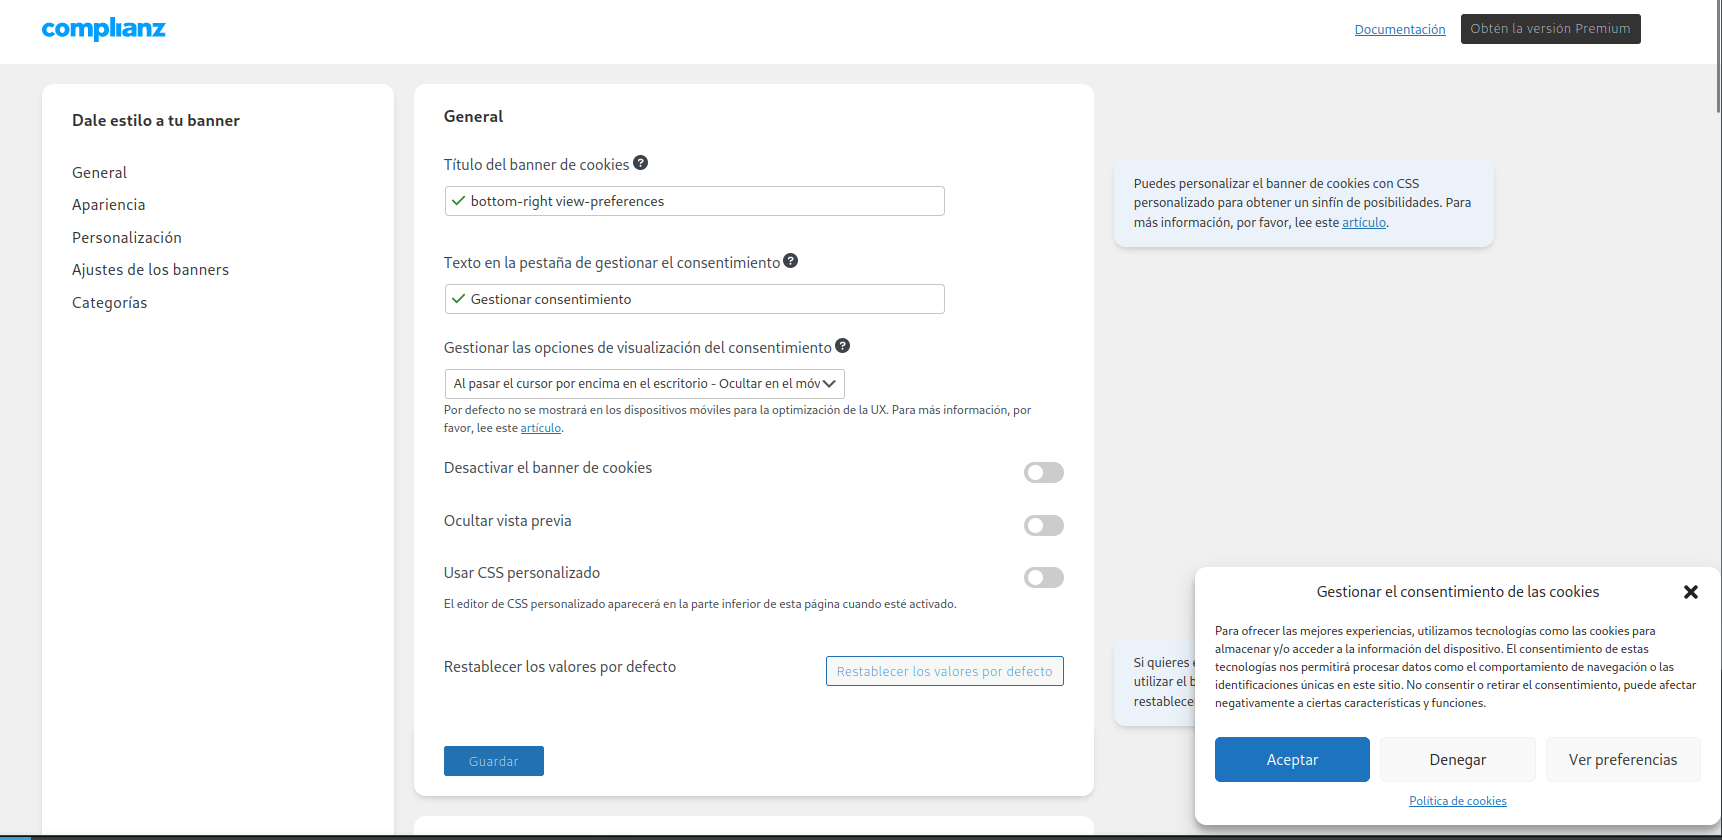 complianz
Documentación
Obtén la versión Premium
Dale estilo a tu banner
General
Apariencia
Personalización
Ajustes de los banners
Categorías
General
Título del banner de cookies ?
bottom-right view-preferences
Texto en la pestaña de gestionar el consentimiento ?
Gestionar consentimiento
Gestionar las opciones de visualización del consentimiento ?
Al pasar el cursor por encima en el escritorio - Ocultar en el móv
Por defecto no se mostrará en los dispositivos móviles para la optimización de la UX. Para más información, por
favor, lee este artículo.
Desactivar el banner de cookies
Ocultar vista previa
Usar CSS personalizado
El editor de CSS personalizado aparecerá en la parte inferior de esta página cuando esté activado.
Restablecer los valores por defecto
Restablecer los valores por defecto
Guardar
Puedes personalizar el banner de cookies con CSS
personalizado para obtener un sinfín de posibilidades. Para
más información, por favor, lee este artículo.
Si quieres
utilizar el
restablece
Gestionar el consentimiento de las cookies
Para ofrecer las mejores experiencias, utilizamos tecnologías como las cookies para
almacenar y/o acceder a la información del dispositivo. El consentimiento de estas
tecnologías nos permitirá procesar datos como el comportamiento de navegación o las
identificaciones únicas en este sitio. No consentir o retirar el consentimiento, puede afectar
negativamente a ciertas características y funciones.
Aceptar
Denegar
Ver preferencias
Política de cookies